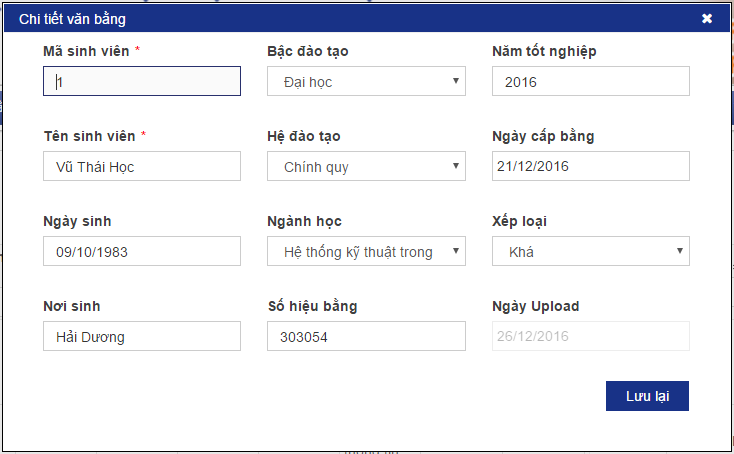 Chi tiết văn bằng ✖
Mã sinh viên * Bậc đào tạo Năm tốt nghiệp
1 Đại học 2016
Tên sinh viên * Hệ đào tạo Ngày cấp bằng
Vũ Thái Học Chính quy 21/12/2016
Ngày sinh Ngành học Xếp loại
09/10/1983 Hệ thống kỹ thuật trong Khá
Nơi sinh Số hiệu bằng Ngày Upload
Hải Dương 303054 26/12/2016
Lưu lại